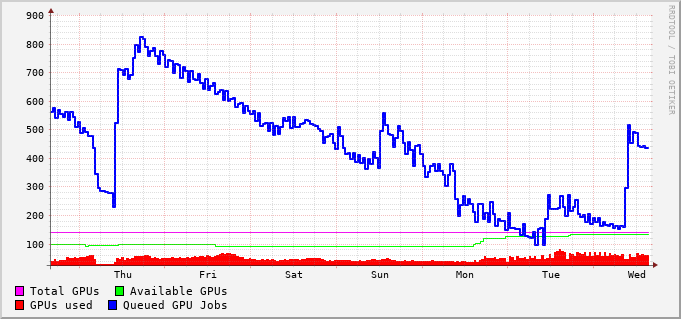 900
800
700
600
500
400
300
200
100
Thu Fri Sat Sun Mon Tue Wed
Total GPUs Available GPUs
GPUs used Queued GPU Jobs
RRDTOOL / TOBI OETIKER